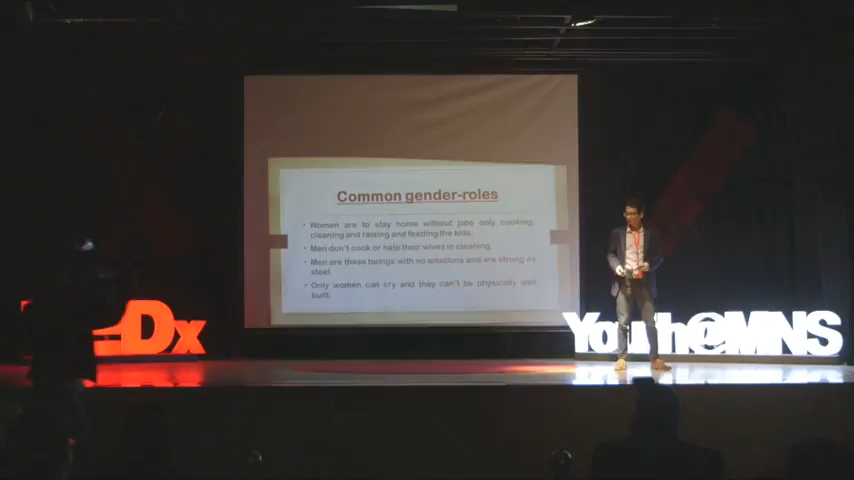 Common gender-roles
• Women are to stay home without jobs only cooking,
cleaning and raising and feeding the kids.
• Men don't cook or help their wives in cleaning.
• Men are these beings with no emotions and are strong as
steel.
• Only women can cry and they can't be physically well
built.
EDx
Youth@MNS